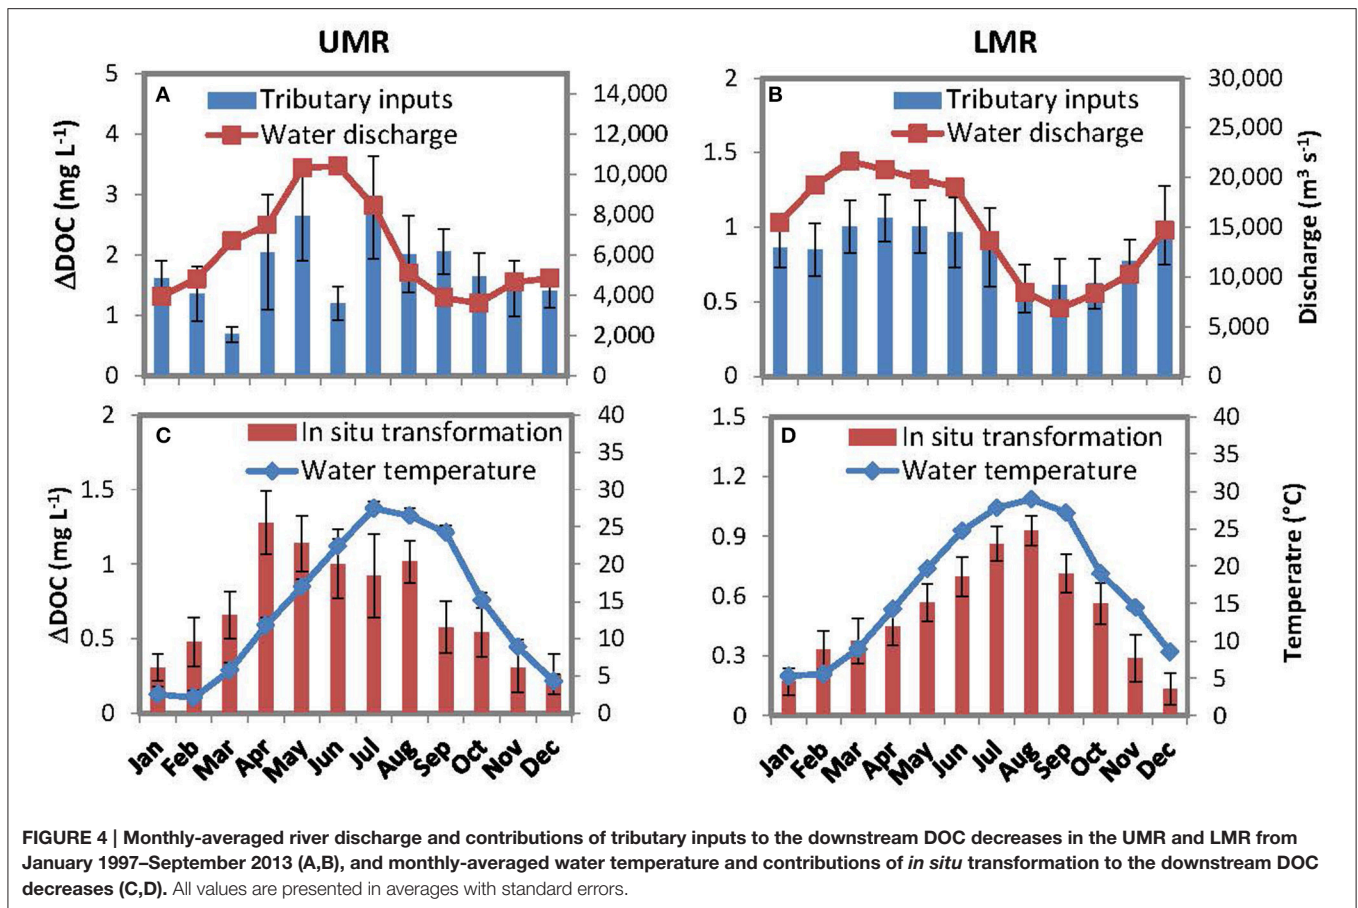 UMR
LMR
A
Tributary inputs
Water discharge
5
4
3
2
1
0
ΔDOC (mg L-1)
14,000
12,000
10,000
8,000
6,000
4,000
2,000
0
B
Tributary inputs
Water discharge
2
1.5
1
0.5
0
30,000
25,000
20,000
15,000
10,000
5,000
0
Discharge (m³ s-1)
C
In situ transformation
Water temperature
2
1.5
1
0.5
0
ΔDOC (mg L-1)
40
35
30
25
20
15
10
5
0
Jan Feb Mar Apr May Jun Jul Aug Sep Oct Nov Dec
D
In situ transformation
Water temperature
1.5
1.2
0.9
0.6
0.3
0
40
35
30
25
20
15
10
5
0
Temperatre (°C)
Jan Feb Mar Apr May Jun Jul Aug Sep Oct Nov Dec
FIGURE 4 | Monthly-averaged river discharge and contributions of tributary inputs to the downstream DOC decreases in the UMR and LMR from
January 1997–September 2013 (A,B), and monthly-averaged water temperature and contributions of in situ transformation to the downstream DOC
decreases (C,D). All values are presented in averages with standard errors.